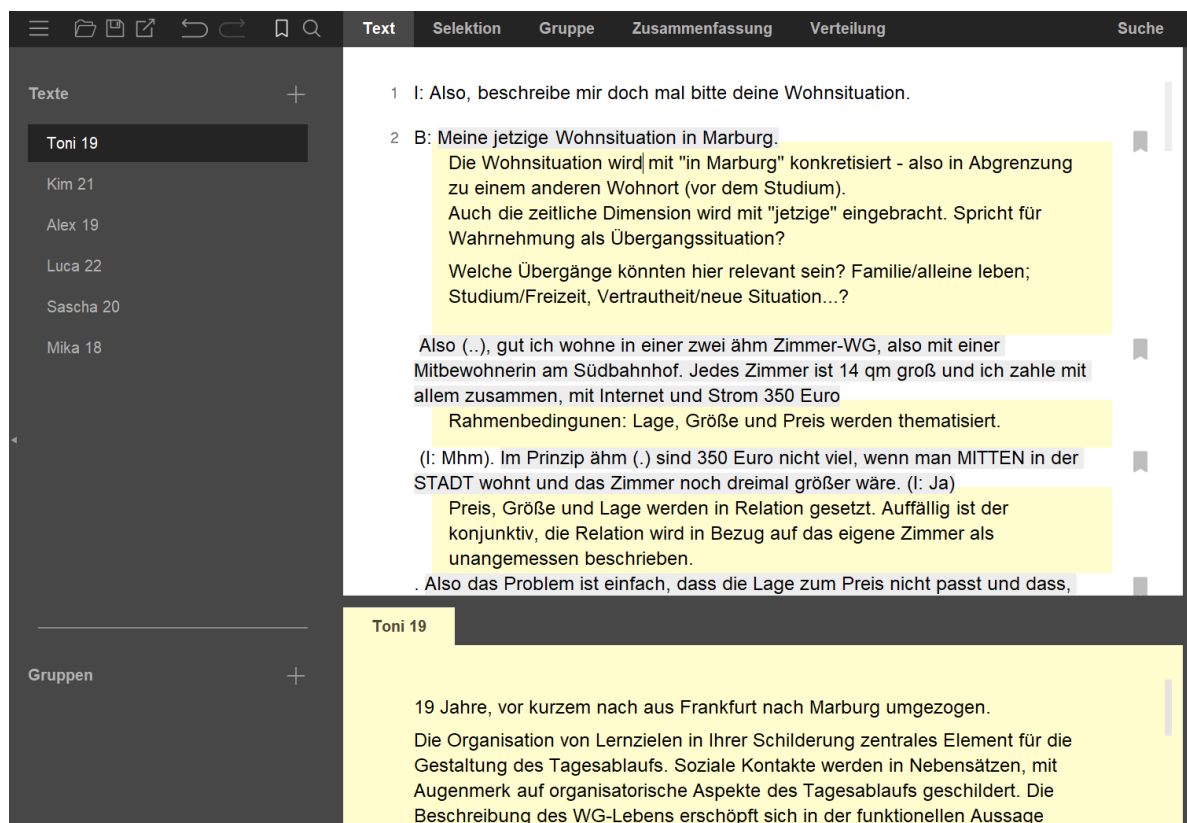 Text Selektion Gruppe Zusammenfassung Verteilung Suche
Texte
Toni 19
Kim 21
Alex 19
Luca 22
Sascha 20
Mika 18
Gruppen
1 I: Also, beschreibe mir doch mal bitte deine Wohnsituation.
2 B: Meine jetzige Wohnsituation in Marburg.
Die Wohnsituation wird mit "in Marburg" konkretisiert - also in Abgrenzung
zu einem anderen Wohnort (vor dem Studium).
Auch die zeitliche Dimension wird mit "jetzige" eingebracht. Spricht für
Wahrnehmung als Übergangssituation?
Welche Übergänge könnten hier relevant sein? Familie/alleine leben;
Studium/Freizeit, Vertrautheit/neue Situation...?
Also (..), gut ich wohne in einer zwei ähm Zimmer-WG, also mit einer
Mitbewohnerin am Südbahnhof. Jedes Zimmer ist 14 qm groß und ich zahle mit
allem zusammen, mit Internet und Strom 350 Euro
Rahmenbedingunen: Lage, Größe und Preis werden thematisiert.
(I: Mhm). Im Prinzip ähm (.) sind 350 Euro nicht viel, wenn man MITTEN in der
STADT wohnt und das Zimmer noch dreimal größer wäre. (I: Ja)
Preis, Größe und Lage werden in Relation gesetzt. Auffällig ist der
konjunktiv, die Relation wird in Bezug auf das eigene Zimmer als
unangemessen beschrieben.
. Also das Problem ist einfach, dass die Lage zum Preis nicht passt und dass,
Toni 19
19 Jahre, vor kurzem nach aus Frankfurt nach Marburg umgezogen.
Die Organisation von Lernzielen in Ihrer Schilderung zentrales Element für die
Gestaltung des Tagesablaufs. Soziale Kontakte werden in Nebensätzen, mit
Augenmerk auf organisatorische Aspekte des Tagesablaufs geschildert. Die
Beschreibung des WG-Lebens erschöpft sich in der funktionellen Aussage